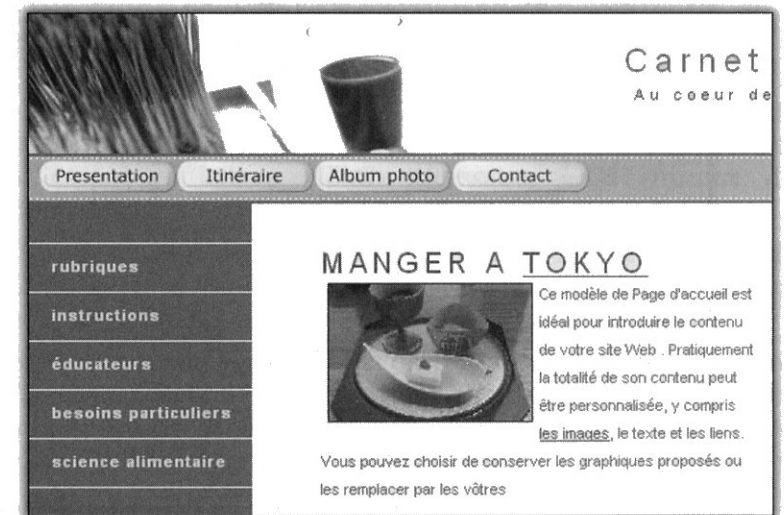 Carnet
Au coeur de
Presentation Itinéraire Album photo Contact
rubriques
instructions
éducateurs
besoins particuliers
science alimentaire
MANGER A TOKYO
Ce modèle de Page d'accueil est
idéal pour introduire le contenu
de votre site Web . Pratiquement
la totalité de son contenu peut
être personnalisée, y compris
les images, le texte et les liens.
Vous pouvez choisir de conserver les graphiques proposés ou
les remplacer par les vôtres